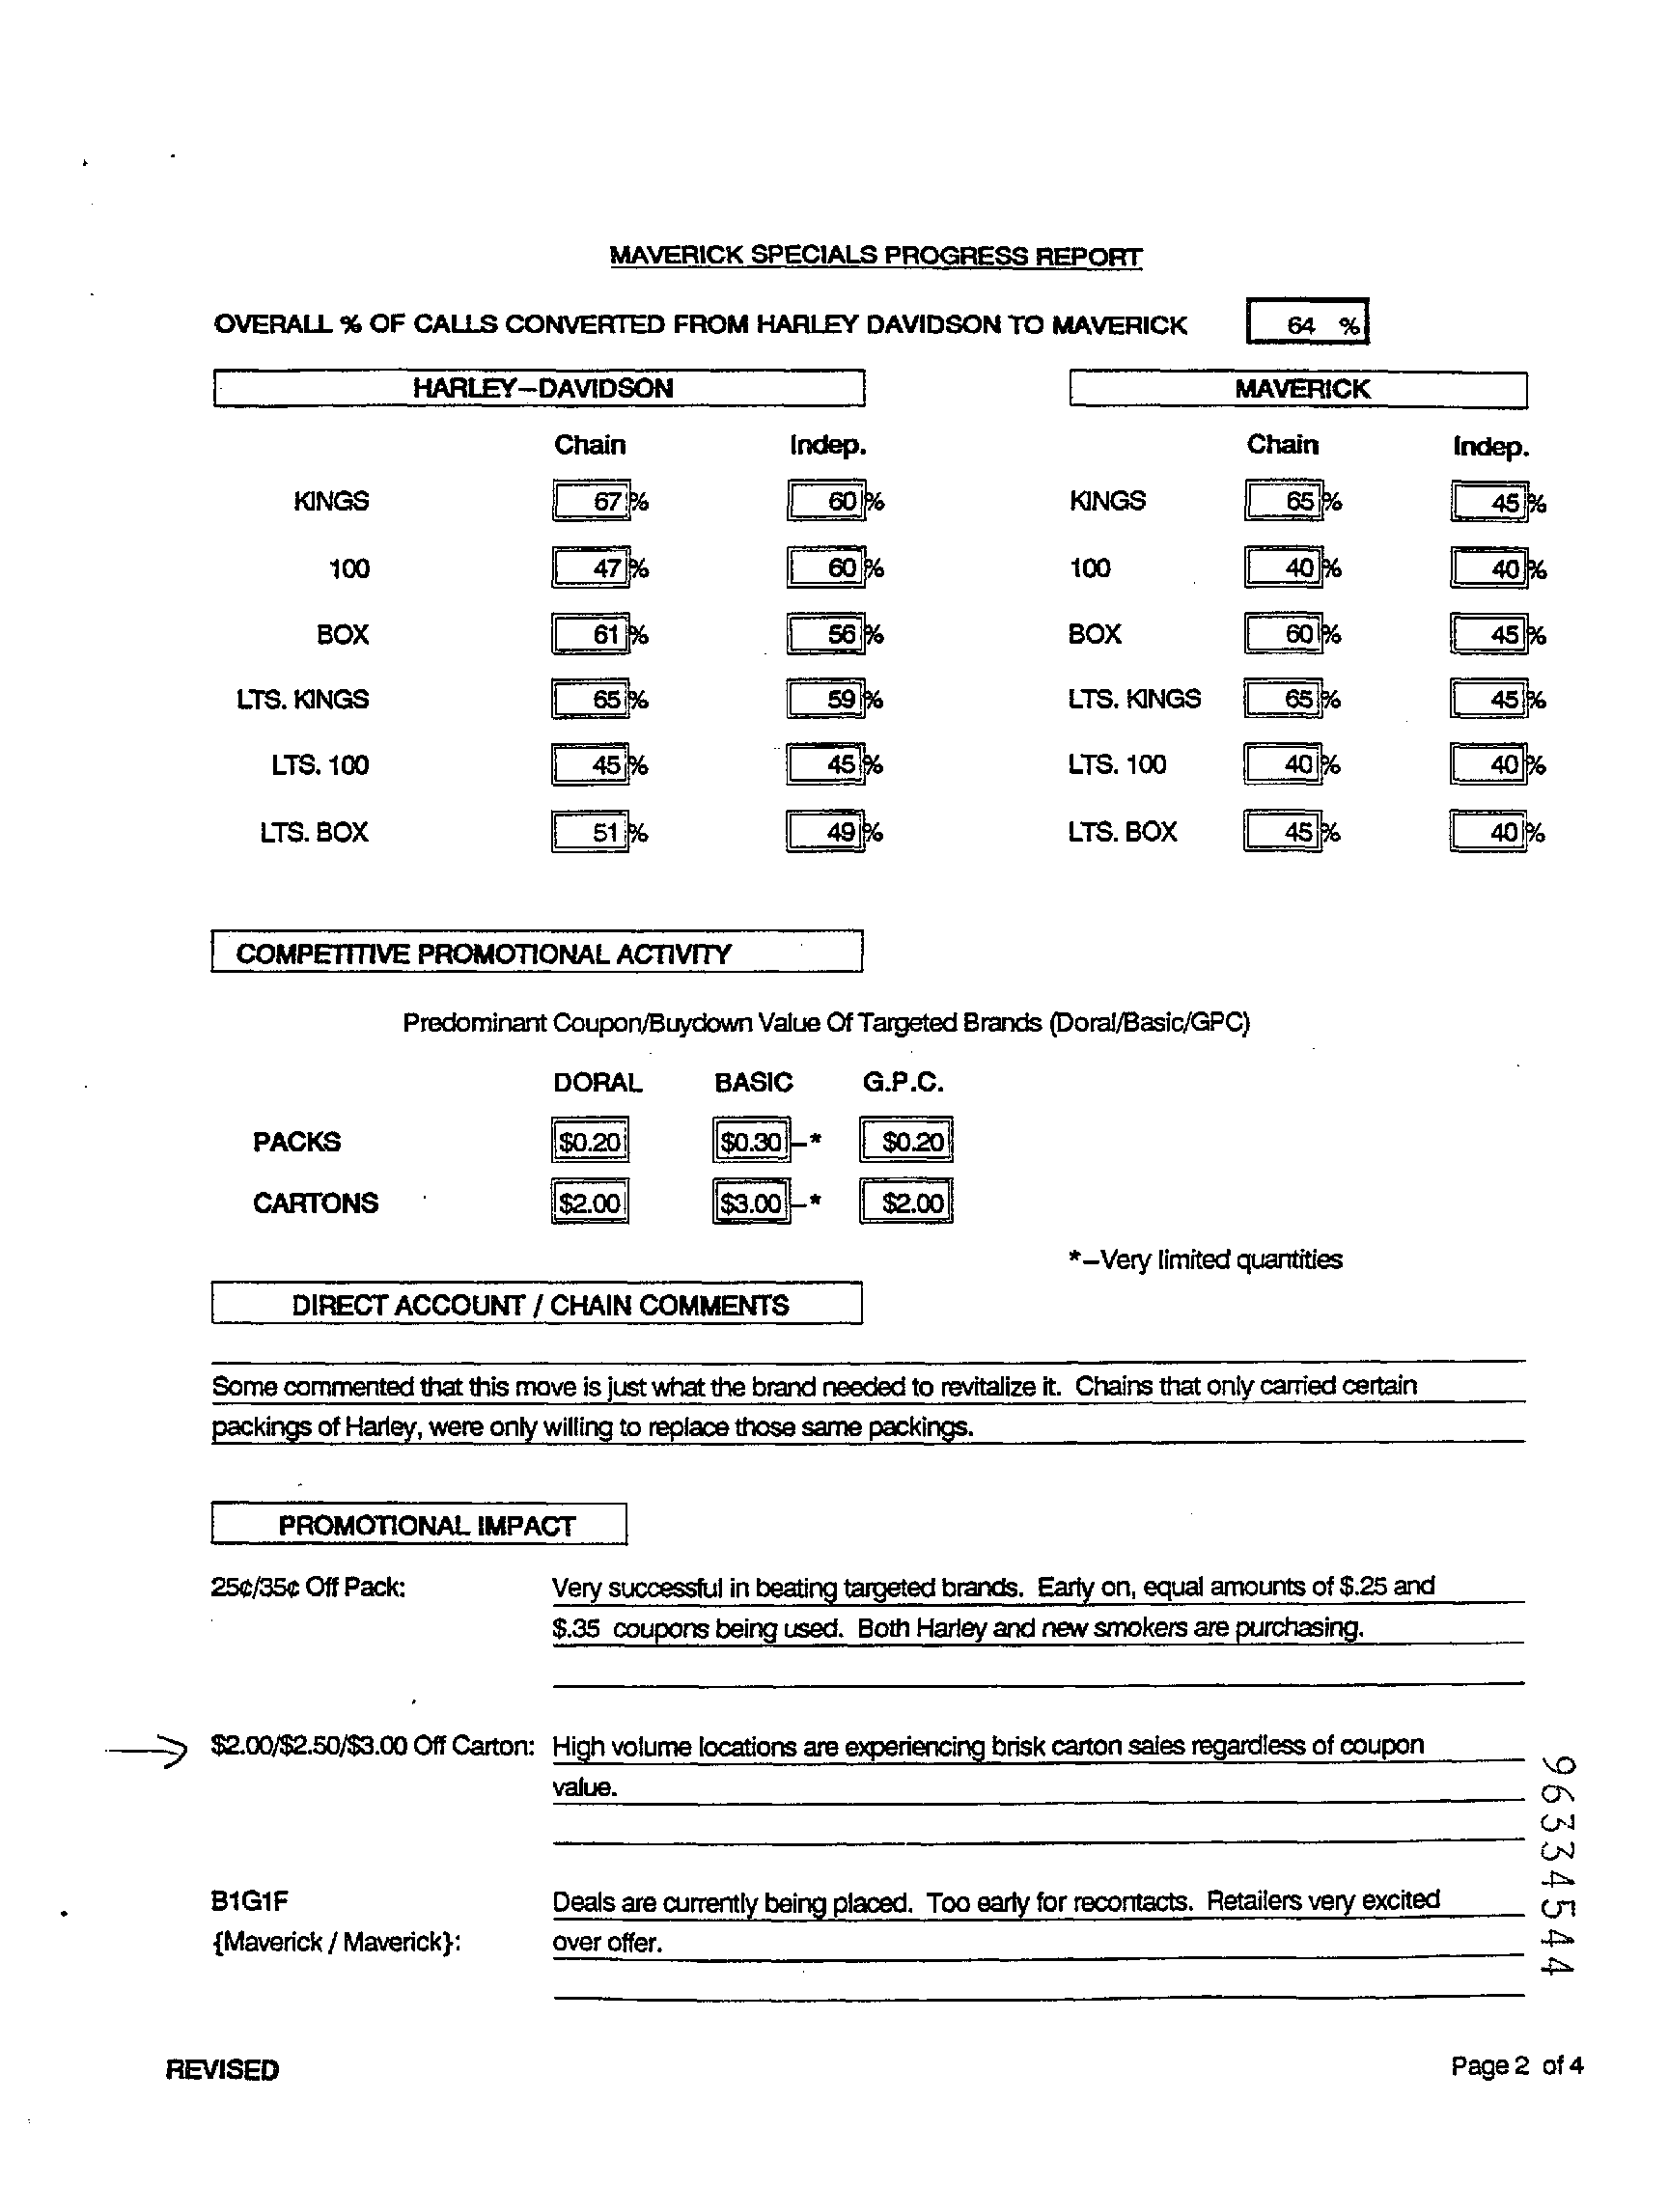 MAVERICK SPECIALS PROGRESS REPORT
OVERALL % OF CALLS CONVERTED FROM HARLEY DAVIDSON TO MAVERICK 64 %
HARLEY-DAVIDSON MAVERICK
Chain Indep. Chain Indep.
KINGS 67% 60% KINGS 65% 45%
100 47% 60% 100 40% 40%
BOX 61% 56% BOX 60% 45%
LTS. KINGS 65% 59% LTS. KINGS 65% 45%
LTS. 100 45% 45% LTS. 100 40% 40%
LTS. BOX 51% 49% LTS. BOX 45% 40%
COMPETITIVE PROMOTIONAL ACTIVITY
Predominant Coupon/Buydown Value Of Targeted Brands (Doral/Basic/GPC)
DORAL BASIC G.P.C.
PACKS $0.20 $0.30-* $0.20
CARTONS $2.00 $3.00-* $2.00
*-Very limited quantities
DIRECT ACCOUNT / CHAIN COMMENTS
Some commented that this move is just what the brand needed to revitalize it. Chains that only carried certain
packings of Harley, were only willing to replace those same packings.
PROMOTIONAL IMPACT
25¢/35¢ Off Pack: Very successful in beating targeted brands. Early on, equal amounts of $.25 and
$.35 coupons being used. Both Harley and new smokers are purchasing.
$2.00/$2.50/$3.00 Off Carton: High volume locations are experiencing brisk carton sales regardless of coupon
value.
B1G1F Deals are currently being placed. Too early for recontacts. Retailers very excited
{Maverick / Maverick}: over offer.
96334544
REVISED Page 2 of 4